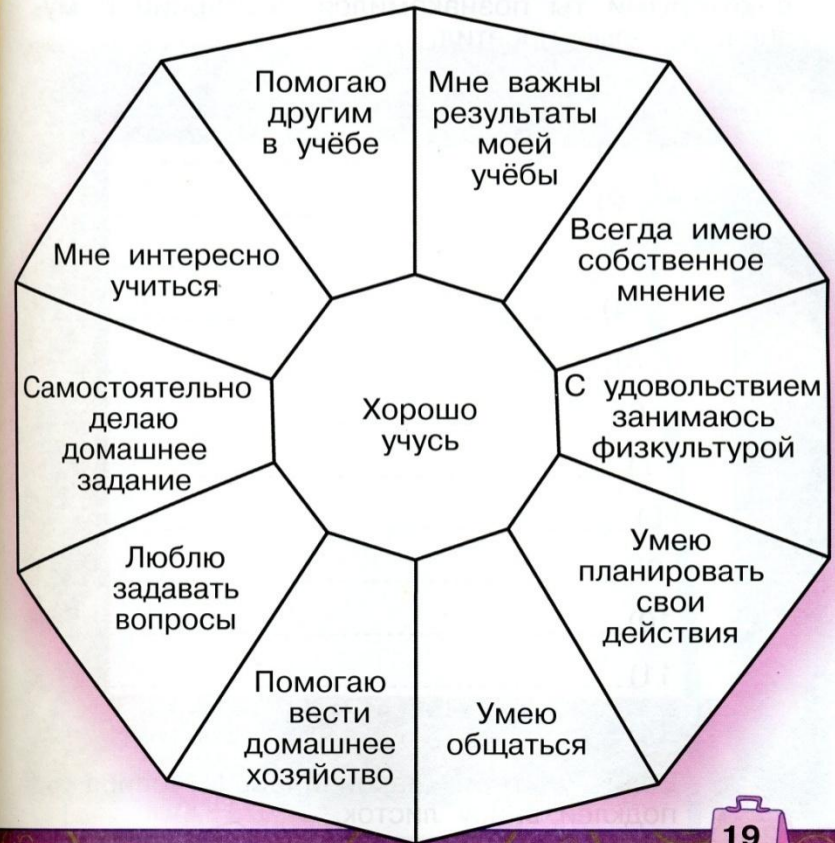 Помогаю
другим
в учёбе
Мне важны
результаты
моей
учёбы
Всегда имею
собственное
мнение
С удовольствием
занимаюсь
физкультурой
Умею
планировать
свои
действия
Умею
общаться
Помогаю
вести
домашнее
хозяйство
Люблю
задавать
вопросы
Самостоятельно
делаю
домашнее
задание
Мне интересно
учиться
Хорошо
учусь
19